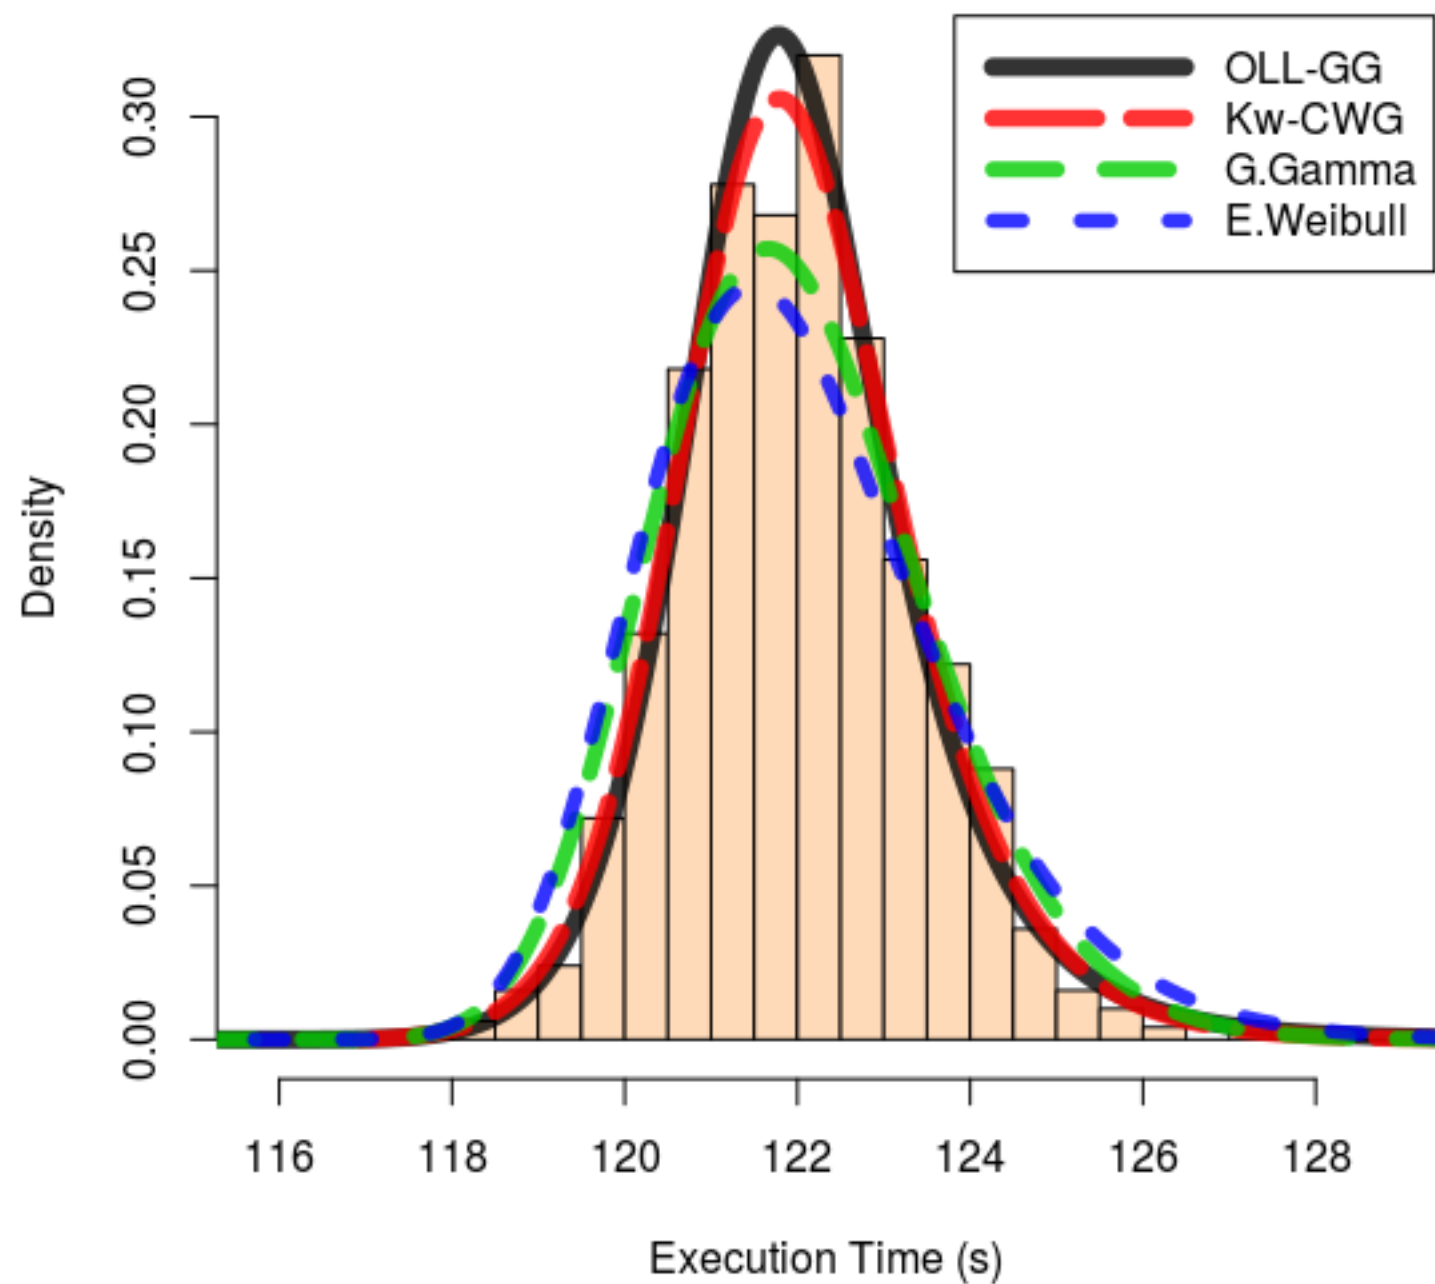 OLL-GG
Kw-CWG
G.Gamma
E.Weibull
Density
0.30
0.25
0.20
0.15
0.10
0.05
0.00
116 118 120 122 124 126 128
Execution Time (s)